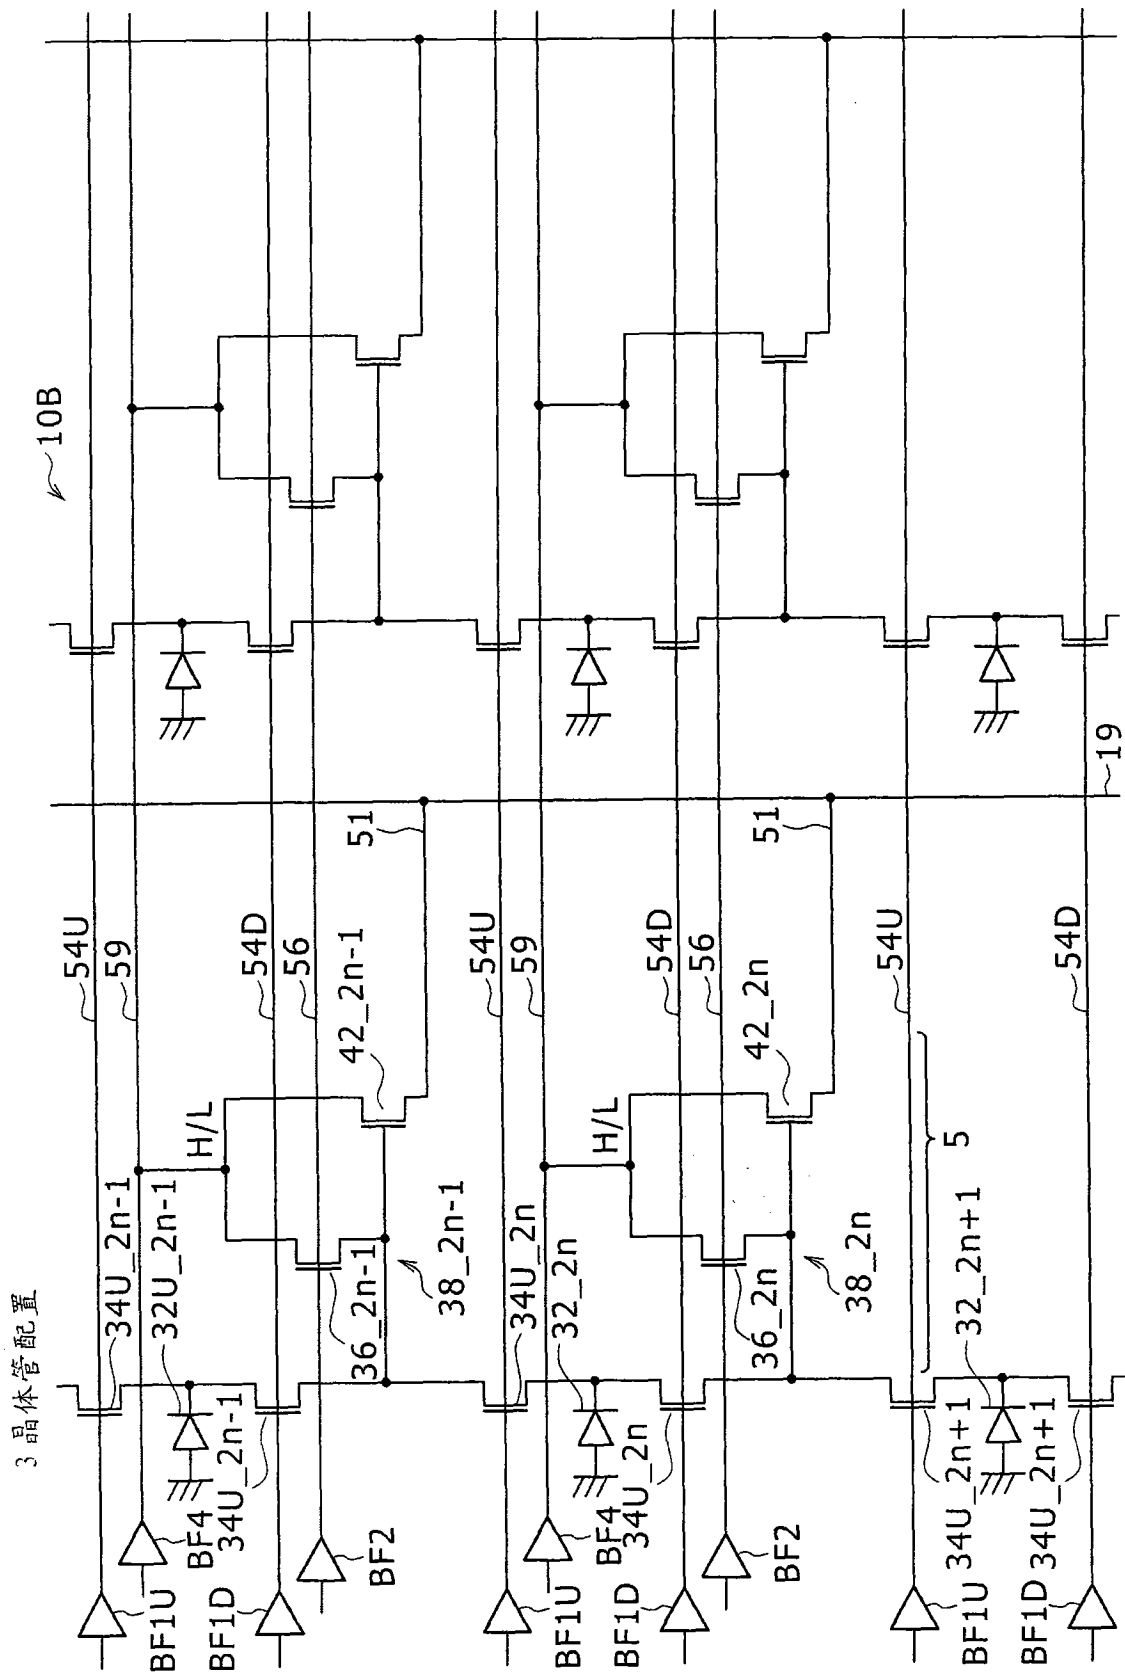 3晶体管配置
10B
54U
59
54D
56
54U
59
54D
56
54U
54D
51
51
19
H/L
H/L
42_2n-1
42_2n
34U_2n-1
32U_2n-1
34U_2n-1
36_2n-1
38_2n-1
34U_2n
32_2n
34U_2n
36_2n
38_2n
5
32_2n+1
34U_2n+1
34U_2n+1
BF1U
BF4
BF1D
BF2
BF1U
BF4
BF1D
BF2
BF1U
BF1D